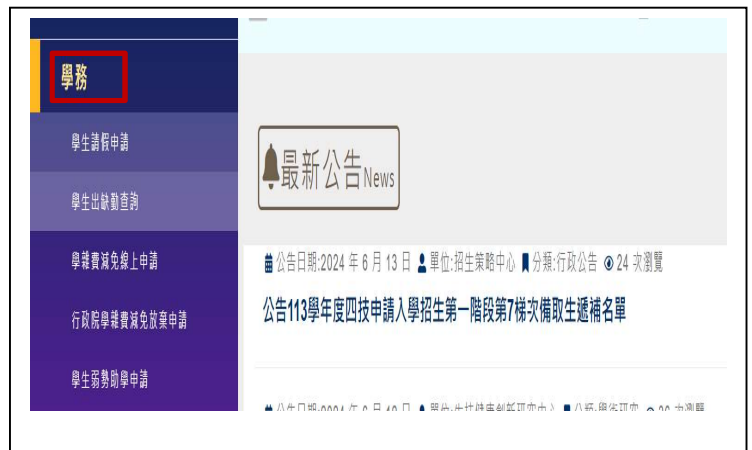 學務
學生請假申請
學生出缺勤查詢
學雜費減免線上申請
行政院學雜費減免放棄申請
學生弱勢助學申請
最新公告News
公告日期:2024 年 6 月 13 日 單位:招生策略中心 分類:行政公告 24 次瀏覽
公告113學年度四技申請入學招生第一階段第7梯次備取生遞補名單